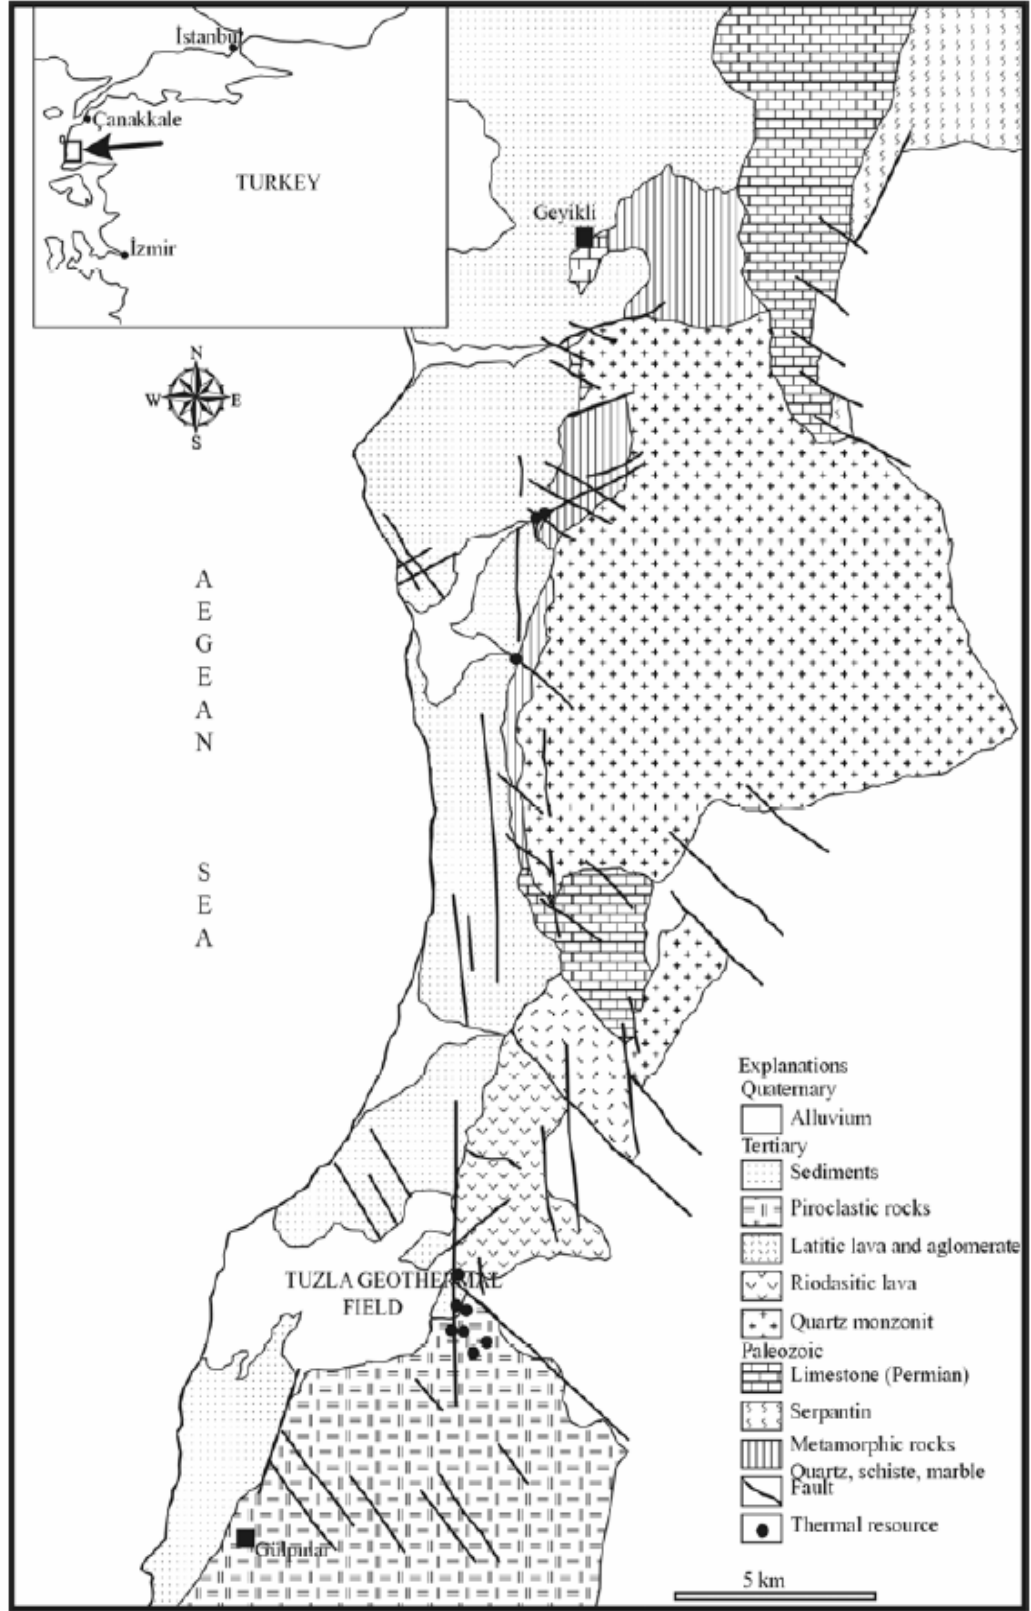 İstanbul
Çanakkale
TURKEY
İzmir
Geyikli
N
W E
S
A
E
G
E
A
N
S
E
A
TUZLA GEOTHERMAL
FIELD
Gülpınar
Explanations
Quaternary
Alluvium
Tertiary
Sediments
Piroclastic rocks
Latitic lava and aglomerate
Riodasitic lava
Quartz monzonit
Paleozoic
Limestone (Permian)
Serpantin
Metamorphic rocks
Quartz, schiste, marble
Fault
Thermal resource
5 km